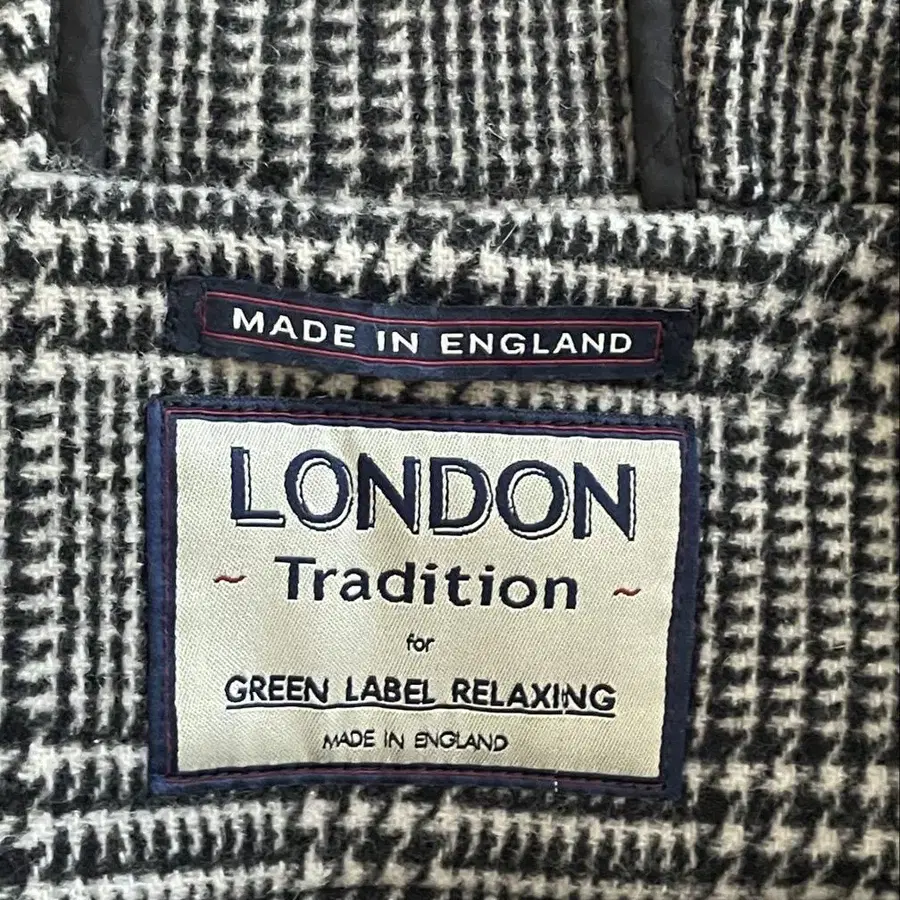 MADE IN ENGLAND
LONDON
~ Tradition ~
for
GREEN LABEL RELAXING
MADE IN ENGLAND